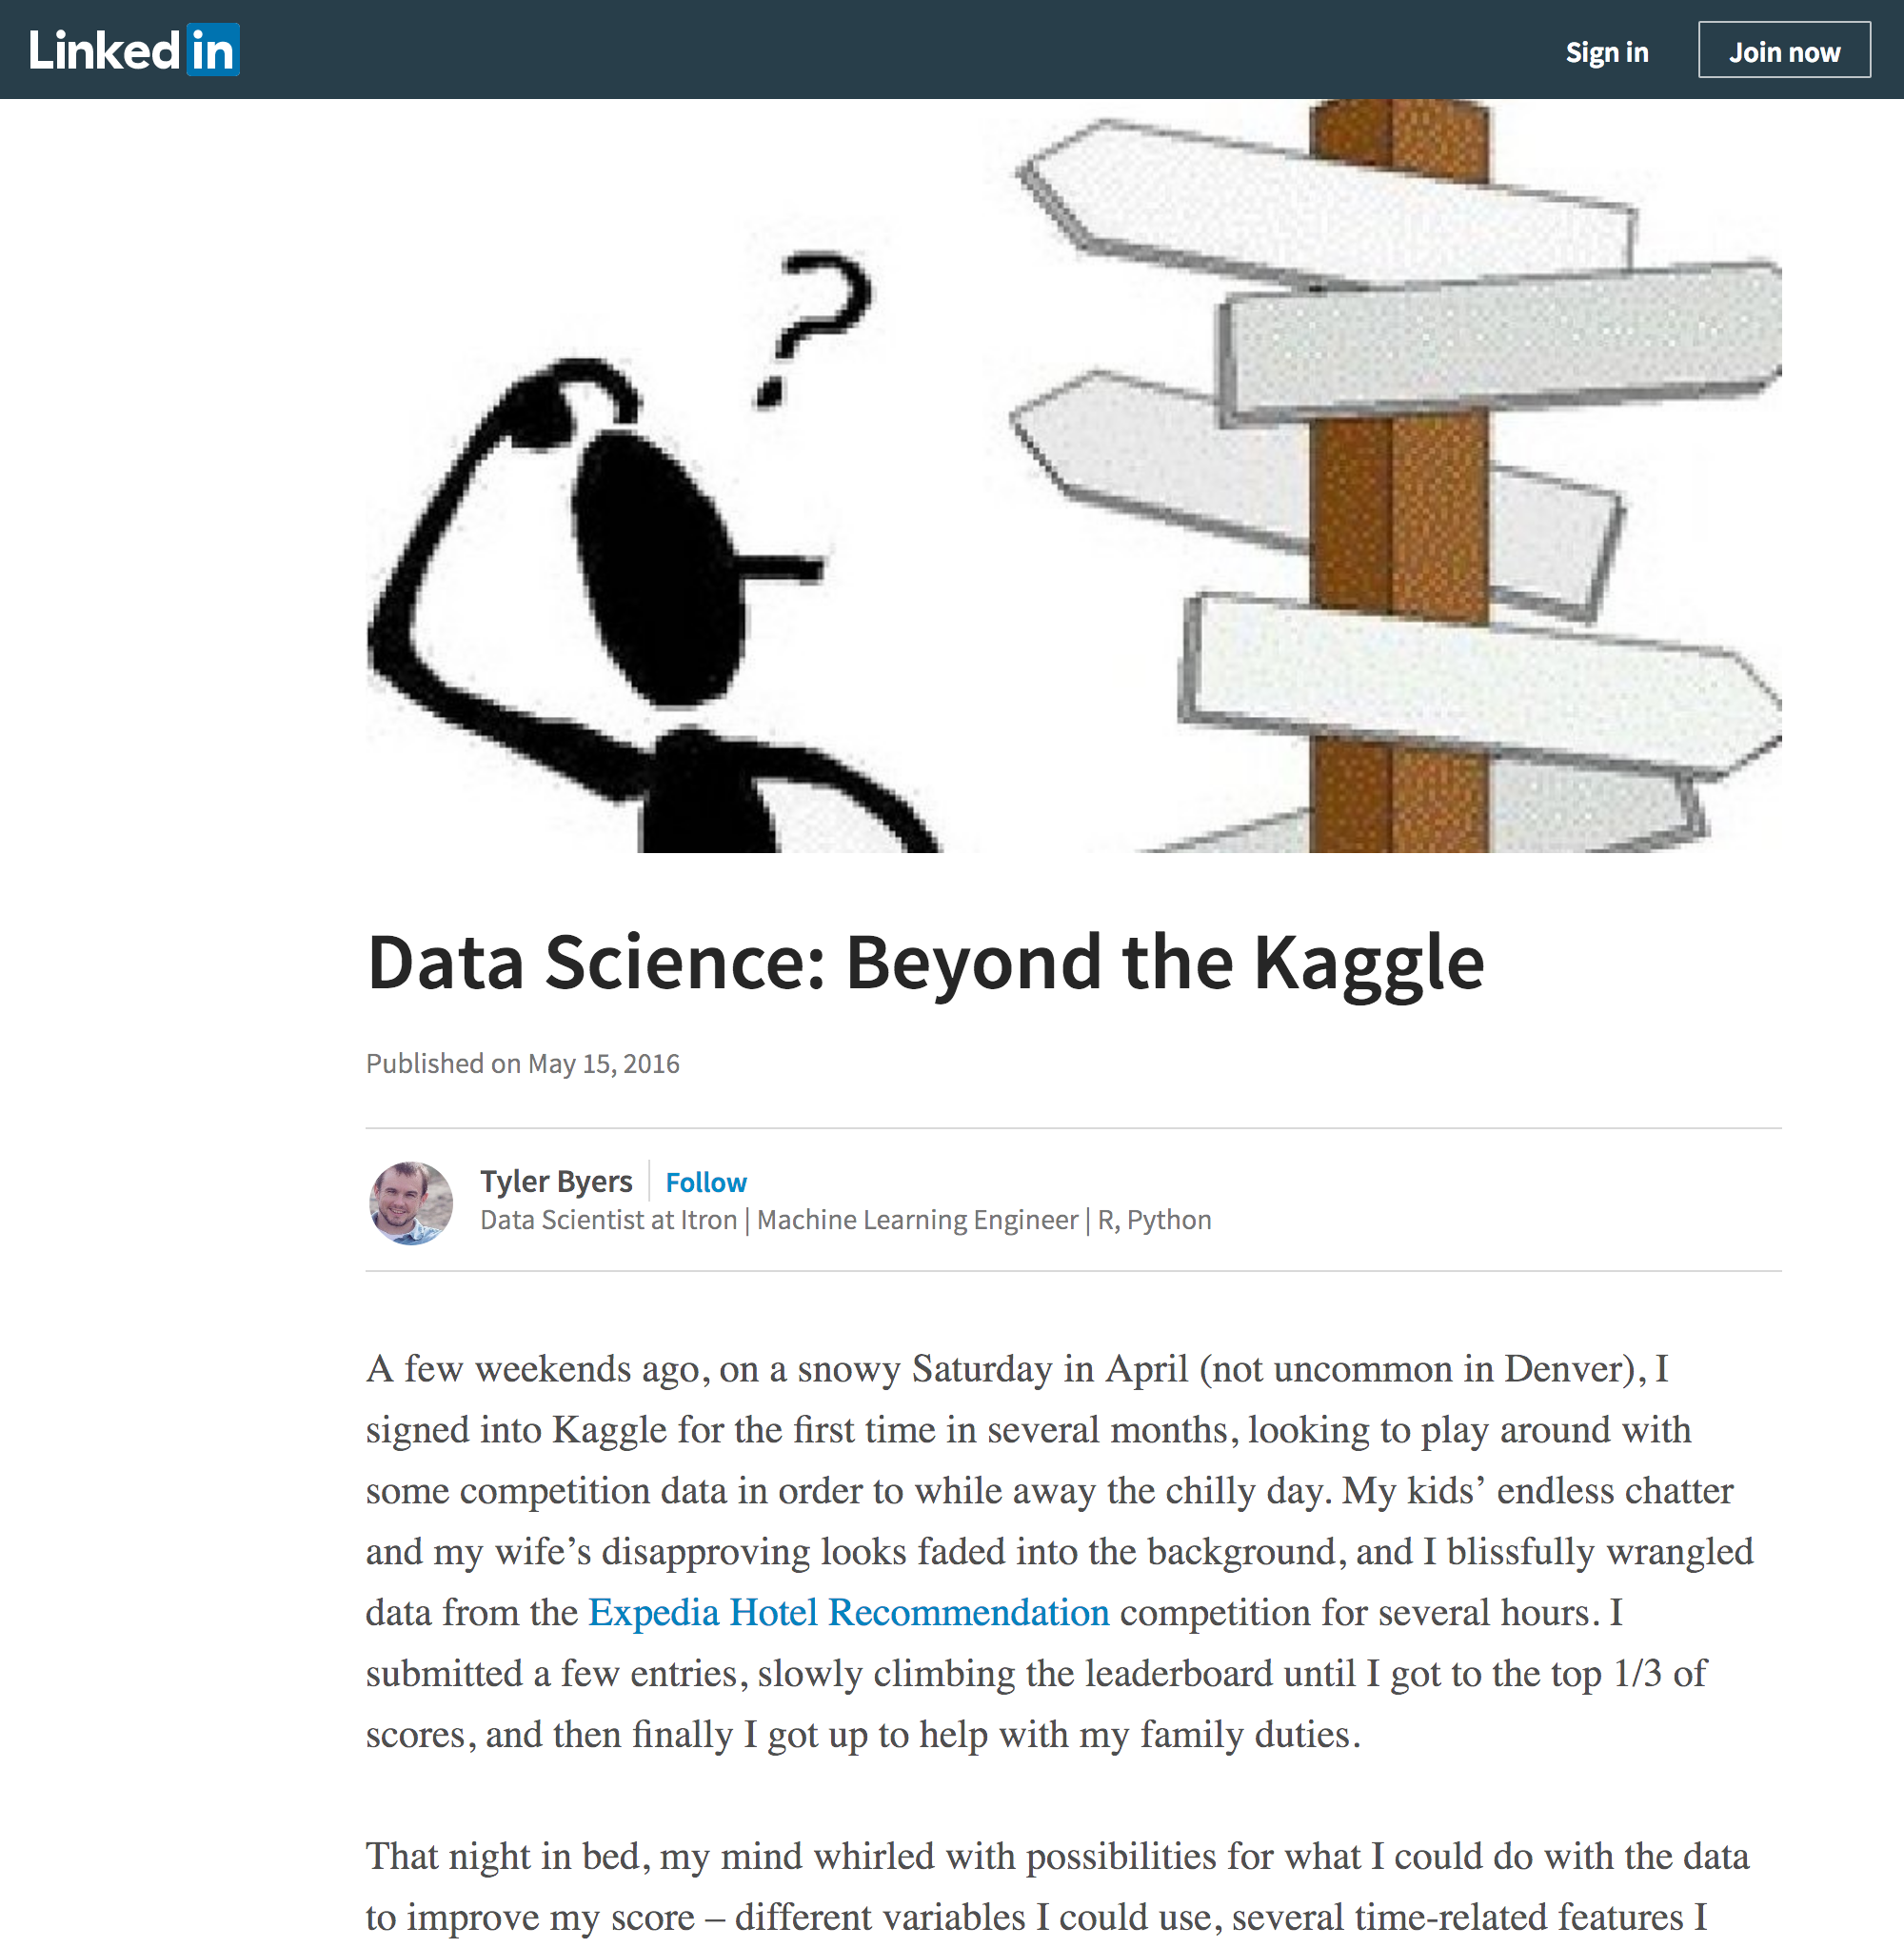 Linked in
Sign in
Join now
?
Data Science: Beyond the Kaggle
Published on May 15, 2016
Tyler Byers
Follow
Data Scientist at Itron | Machine Learning Engineer | R, Python
A few weekends ago, on a snowy Saturday in April (not uncommon in Denver), I
signed into Kaggle for the first time in several months, looking to play around with
some competition data in order to while away the chilly day. My kids’ endless chatter
and my wife’s disapproving looks faded into the background, and I blissfully wrangled
data from the Expedia Hotel Recommendation competition for several hours. I
submitted a few entries, slowly climbing the leaderboard until I got to the top 1/3 of
scores, and then finally I got up to help with my family duties.
That night in bed, my mind whirled with possibilities for what I could do with the data
to improve my score – different variables I could use, several time-related features I